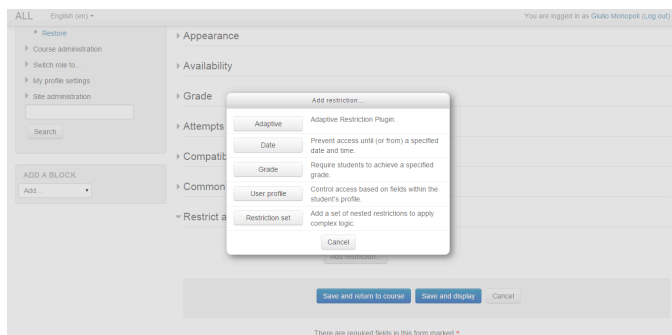 ALL English (en)
You are logged in as Giulio Monopoli (Log out)
Restore
Course administration
Switch role to...
My profile settings
Site administration
Search
ADD A BLOCK
Add...
Appearance
Availability
Grade
Attempts
Compatib
Common
Restrict a
Add restriction...
Adaptive
Adaptive Restriction Plugin.
Date
Prevent access until (or from) a specified
date and time.
Grade
Require students to achieve a specified
grade.
User profile
Control access based on fields within the
student's profile.
Restriction set
Add a set of nested restrictions to apply
complex logic.
Cancel
Add restriction...
Save and return to course
Save and display
Cancel
There are required fields in this form marked *